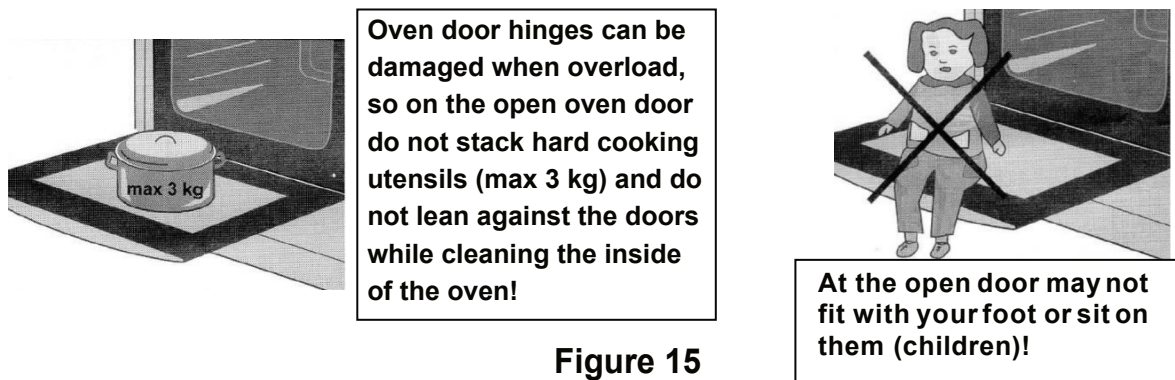 max 3 kg
Oven door hinges can be
damaged when overload,
so on the open oven door
do not stack hard cooking
utensils (max 3 kg) and do
not lean against the doors
while cleaning the inside
of the oven!
At the open door may not
fit with your foot or sit on
them (children)!
Figure 15